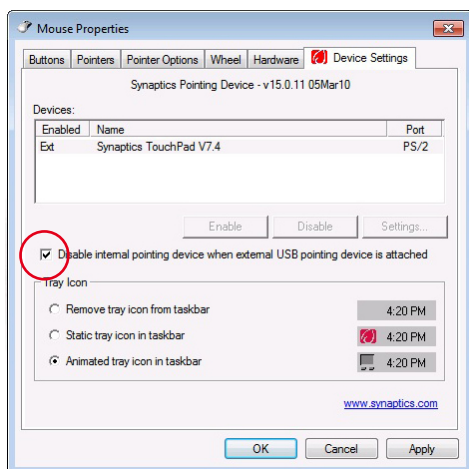 Mouse Properties
Buttons Pointers Pointer Options Wheel Hardware Device Settings
Synaptics Pointing Device - v15.0.11 05Mar10
Devices:
Enabled Name Port
Ext Synaptics TouchPad V7.4 PS/2
Enable Disable Settings...
Disable internal pointing device when external USB pointing device is attached
Tray Icon
Remove tray icon from taskbar 4:20 PM
Static tray icon in taskbar 4:20 PM
Animated tray icon in taskbar 4:20 PM
www.synaptics.com
OK Cancel Apply